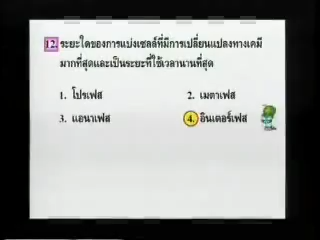 12. ระยะใดของการแบ่งเซลล์ที่มีการเปลี่ยนแปลงทางเคมี
มากที่สุดและเป็นระยะที่ใช้เวลานานที่สุด
1. โปรเฟส 2. เมตาเฟส
3. แอนาเฟส 4. อินเตอร์เฟส